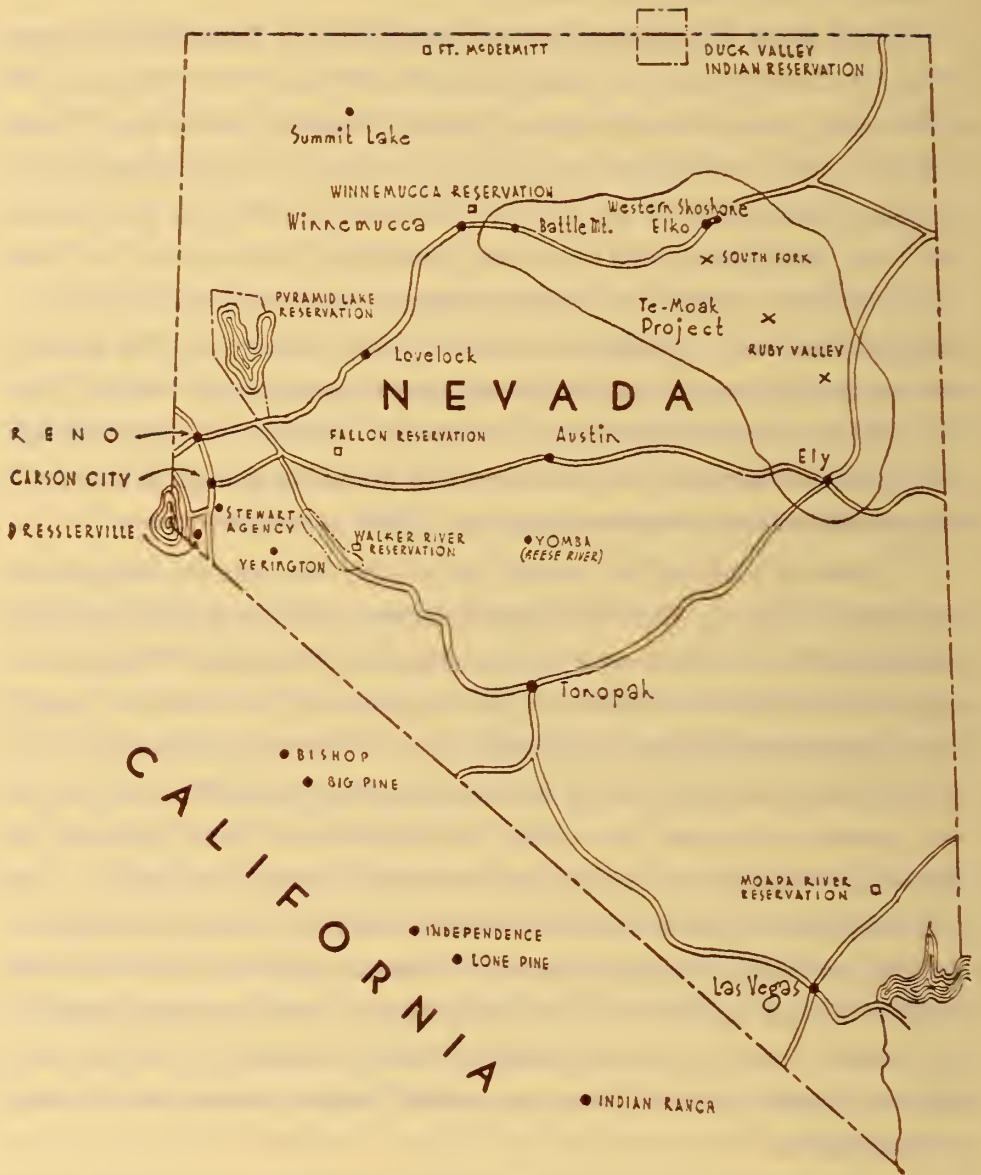 FT. McDERMITT
DUCK VALLEY
INDIAN RESERVATION
Summit Lake
WINNEMUCCA RESERVATION
Winnemucca
Battle Mt.
Western Shoshone
Elko
SOUTH FORK
PYRAMID LAKE
RESERVATION
Te-Moak
Project
RUBY VALLEY
Lovelock
NEVADA
RENO
FALLON RESERVATION
Austin
Ely
CARSON CITY
STEWART
AGENCY
DRESSLERVILLE
WALKER RIVER
RESERVATION
YERINGTON
YOMBA
(REESE RIVER)
Tonopah
BISHOP
BIG PINE
CALIFORNIA
MOAPA RIVER
RESERVATION
INDEPENDENCE
LONE PINE
Las Vegas
INDIAN RANCH